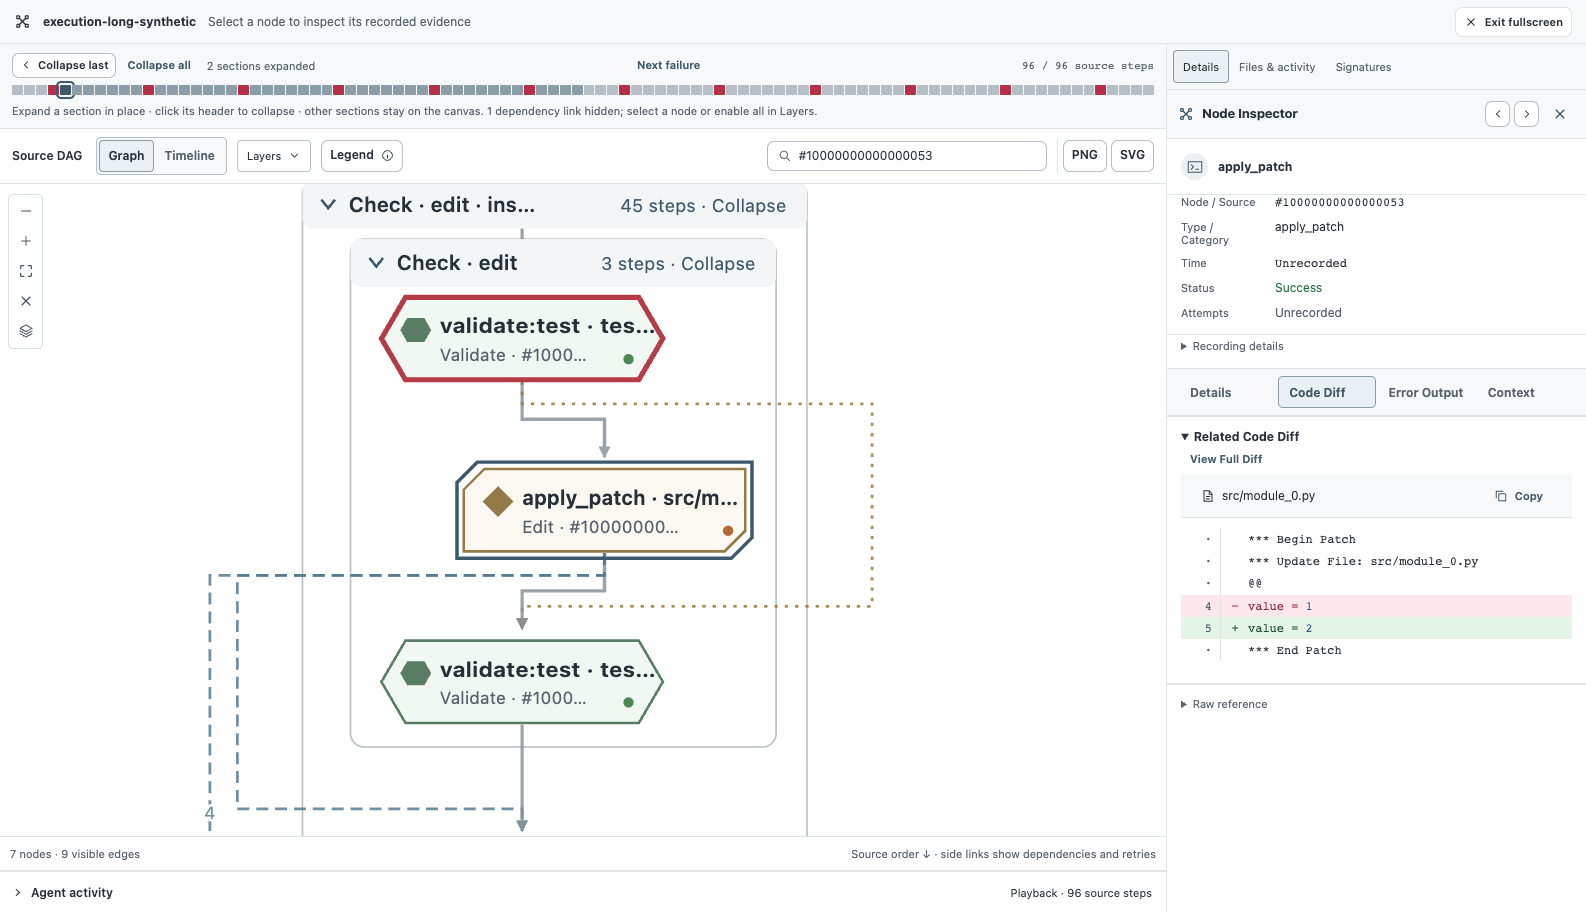 execution-long-synthetic Select a node to inspect its recorded evidence
Exit fullscreen
Collapse last Collapse all 2 sections expanded Next failure 96 / 96 source steps
Expand a section in place · click its header to collapse · other sections stay on the canvas. 1 dependency link hidden; select a node or enable all in Layers.
Source DAG Graph Timeline Layers Legend #10000000000000053 PNG SVG
Check · edit · ins... 45 steps · Collapse
Check · edit 3 steps · Collapse
validate:test · tes...
Validate · #1000...
apply_patch · src/m...
Edit · #10000000...
validate:test · tes...
Validate · #1000...
4
7 nodes · 9 visible edges Source order ↓ · side links show dependencies and retries
Agent activity Playback · 96 source steps
Details Files & activity Signatures
Node Inspector
apply_patch
Node / Source #10000000000000053
Type / Category apply_patch
Time Unrecorded
Status Success
Attempts Unrecorded
Recording details
Details Code Diff Error Output Context
Related Code Diff
View Full Diff
src/module_0.py Copy
· *** Begin Patch
· *** Update File: src/module_0.py
· @@
4 − value = 1
5 + value = 2
· *** End Patch
Raw reference